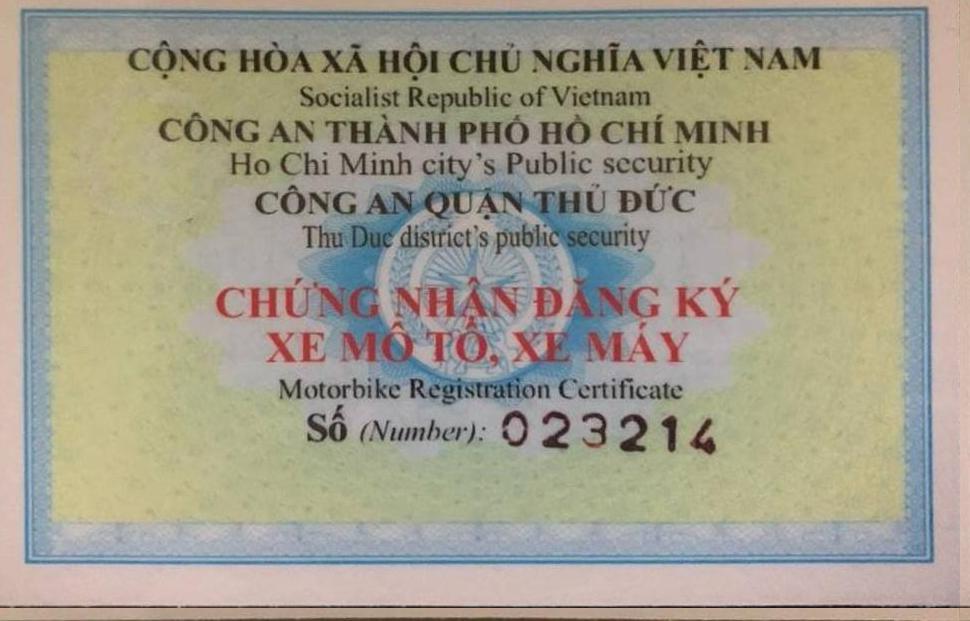 CỘNG HÒA XÃ HỘI CHỦ NGHĨA VIỆT NAM
Socialist Republic of Vietnam
CÔNG AN THÀNH PHỐ HỒ CHÍ MINH
Ho Chi Minh city's Public security
CÔNG AN QUẬN THỦ ĐỨC
Thu Duc district's public security
CHỨNG NHẬN ĐĂNG KÝ
XE MÔ TÔ, XE MÁY
Motorbike Registration Certificate
Số (Number): 023214